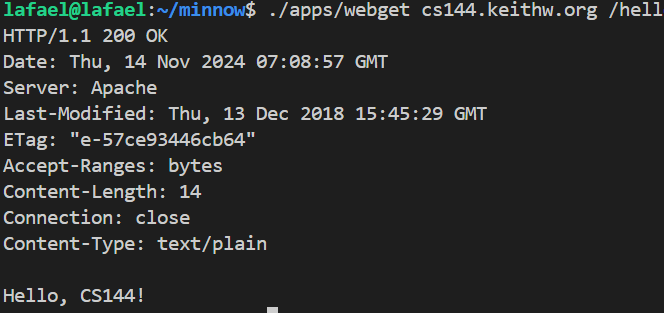 lafael@lafael:~/minnow$ ./apps/webget cs144.keithw.org /hell
HTTP/1.1 200 OK
Date: Thu, 14 Nov 2024 07:08:57 GMT
Server: Apache
Last-Modified: Thu, 13 Dec 2018 15:45:29 GMT
ETag: "e-57ce93446cb64"
Accept-Ranges: bytes
Content-Length: 14
Connection: close
Content-Type: text/plain
Hello, CS144!